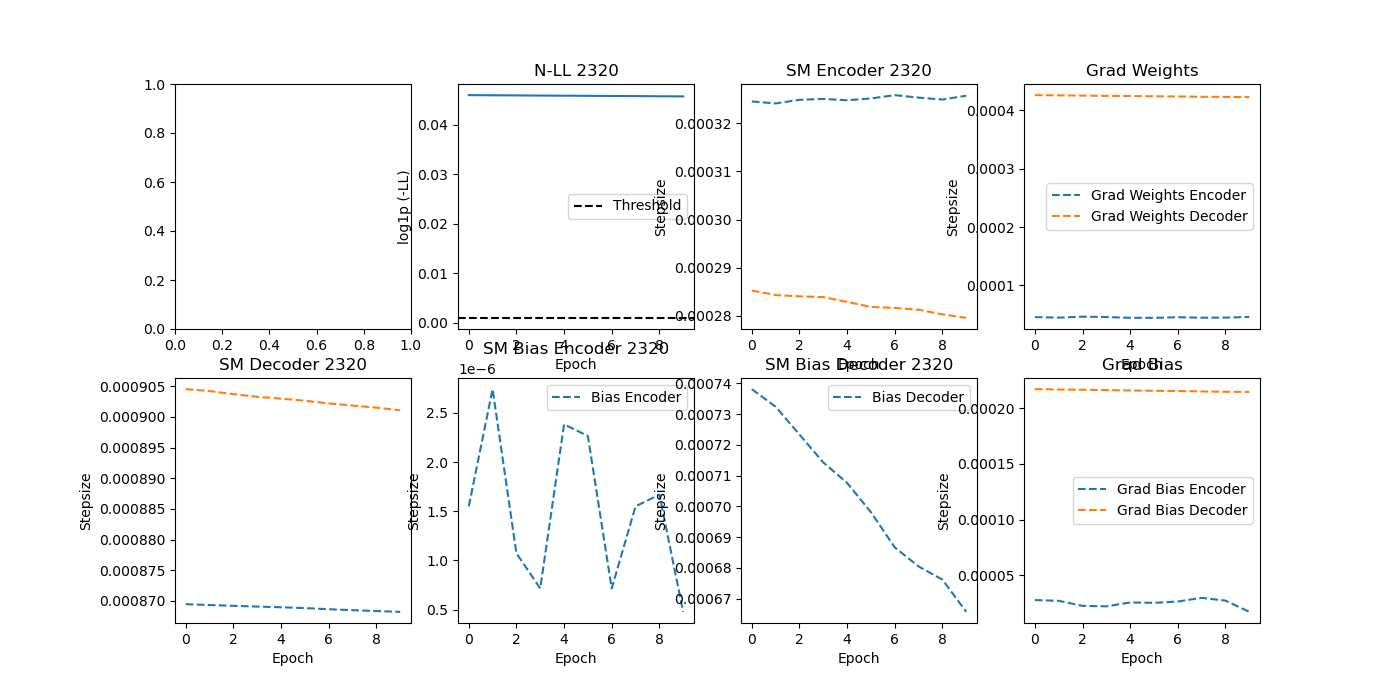 1.0
0.8
0.6
0.4
0.2
0.0
0.0 0.2 0.4 0.6 0.8 1.0
N-LL 2320
log1p (-LL)
0.04
0.03
0.02
0.01
0.00
Threshold
0 2 4 6 8
Epoch
SM Encoder 2320
Stepsize
0.00032
0.00031
0.00030
0.00029
0.00028
0 2 4 6 8
Epoch
Grad Weights
Stepsize
0.0004
0.0003
0.0002
0.0001
Grad Weights Encoder
Grad Weights Decoder
0 2 4 6 8
Epoch
SM Decoder 2320
Stepsize
0.000905
0.000900
0.000895
0.000890
0.000885
0.000880
0.000875
0.000870
0 2 4 6 8
Epoch
SM Bias Encoder 2320
1e−6
Stepsize
2.5
2.0
1.5
1.0
0.5
Bias Encoder
0 2 4 6 8
Epoch
SM Bias Decoder 2320
Stepsize
0.00074
0.00073
0.00072
0.00071
0.00070
0.00069
0.00068
0.00067
Bias Decoder
0 2 4 6 8
Epoch
Grad Bias
Stepsize
0.00020
0.00015
0.00010
0.00005
Grad Bias Encoder
Grad Bias Decoder
0 2 4 6 8
Epoch